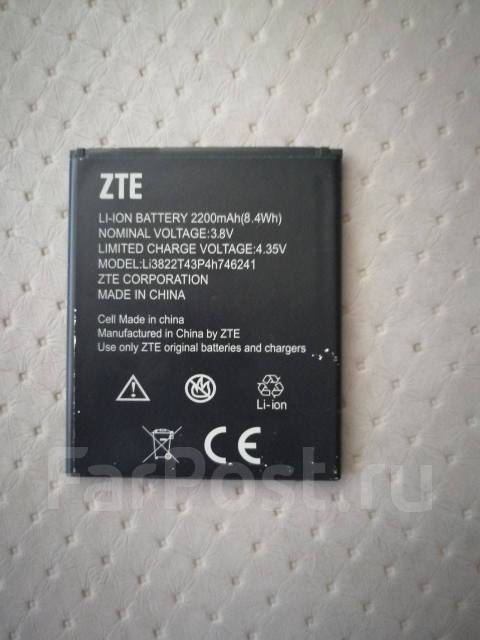 ZTE
LI-ION BATTERY 2200mAh(8.4Wh)
NOMINAL VOLTAGE:3.8V
LIMITED CHARGE VOLTAGE:4.35V
MODEL:Li3822T43P4h746241
ZTE CORPORATION
MADE IN CHINA
Cell Made in china
Manufactured in China by ZTE
Use only ZTE original batteries and chargers
Li-ion
CE
FarPost.ru